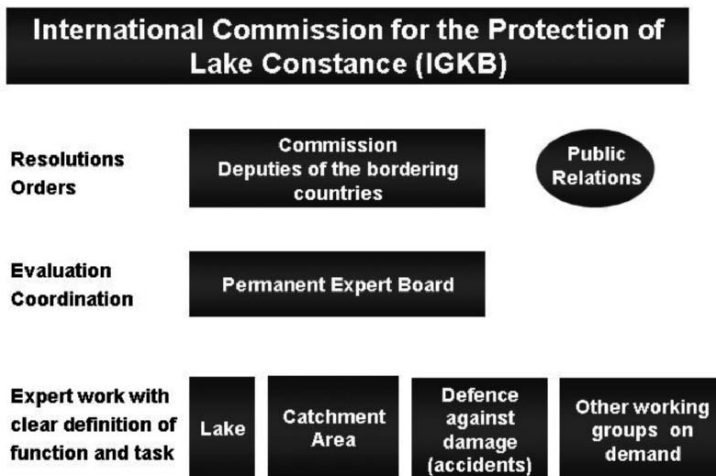 International Commission for the Protection of
Lake Constance (IGKB)
Resolutions
Orders
Commission
Deputies of the bordering
countries
Public
Relations
Evaluation
Coordination
Permanent Expert Board
Expert work with
clear definition of
function and task
Lake
Catchment
Area
Defence
against
damage
(accidents)
Other working
groups on
demand